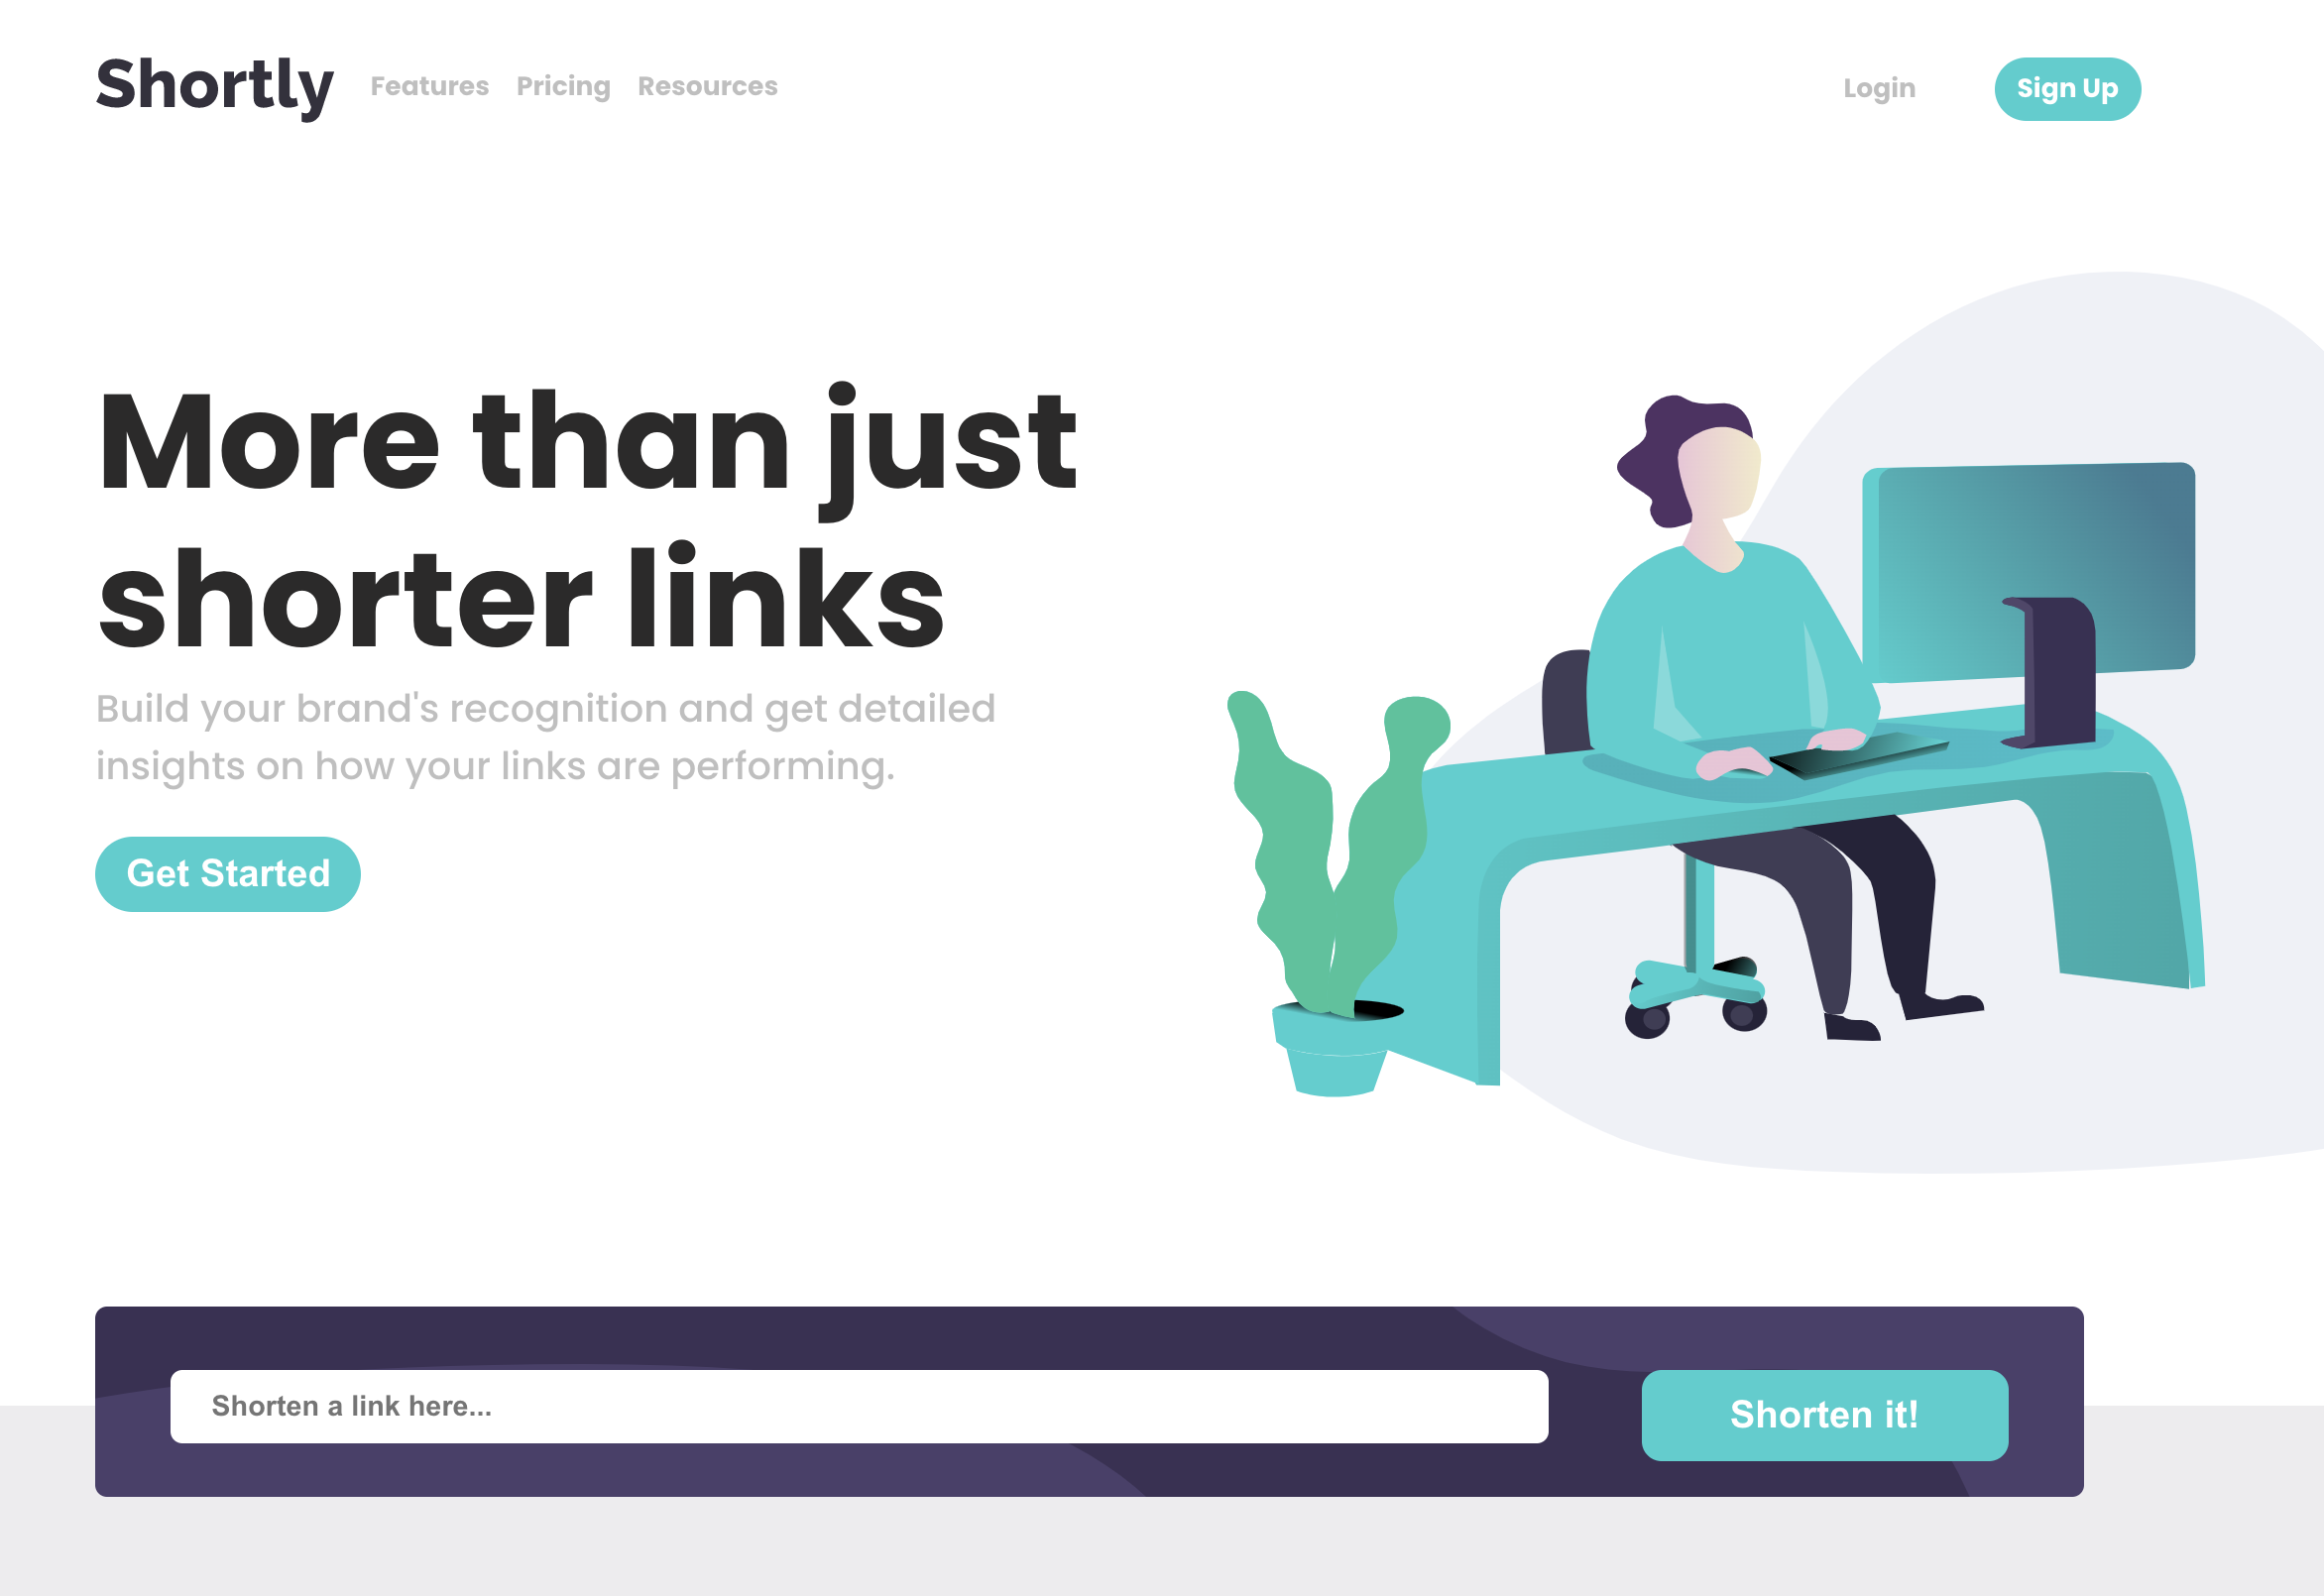 Shortly Features Pricing Resources Login Sign Up
More than just
shorter links
Build your brand's recognition and get detailed
insights on how your links are performing.
Get Started
Shorten a link here...
Shorten it!